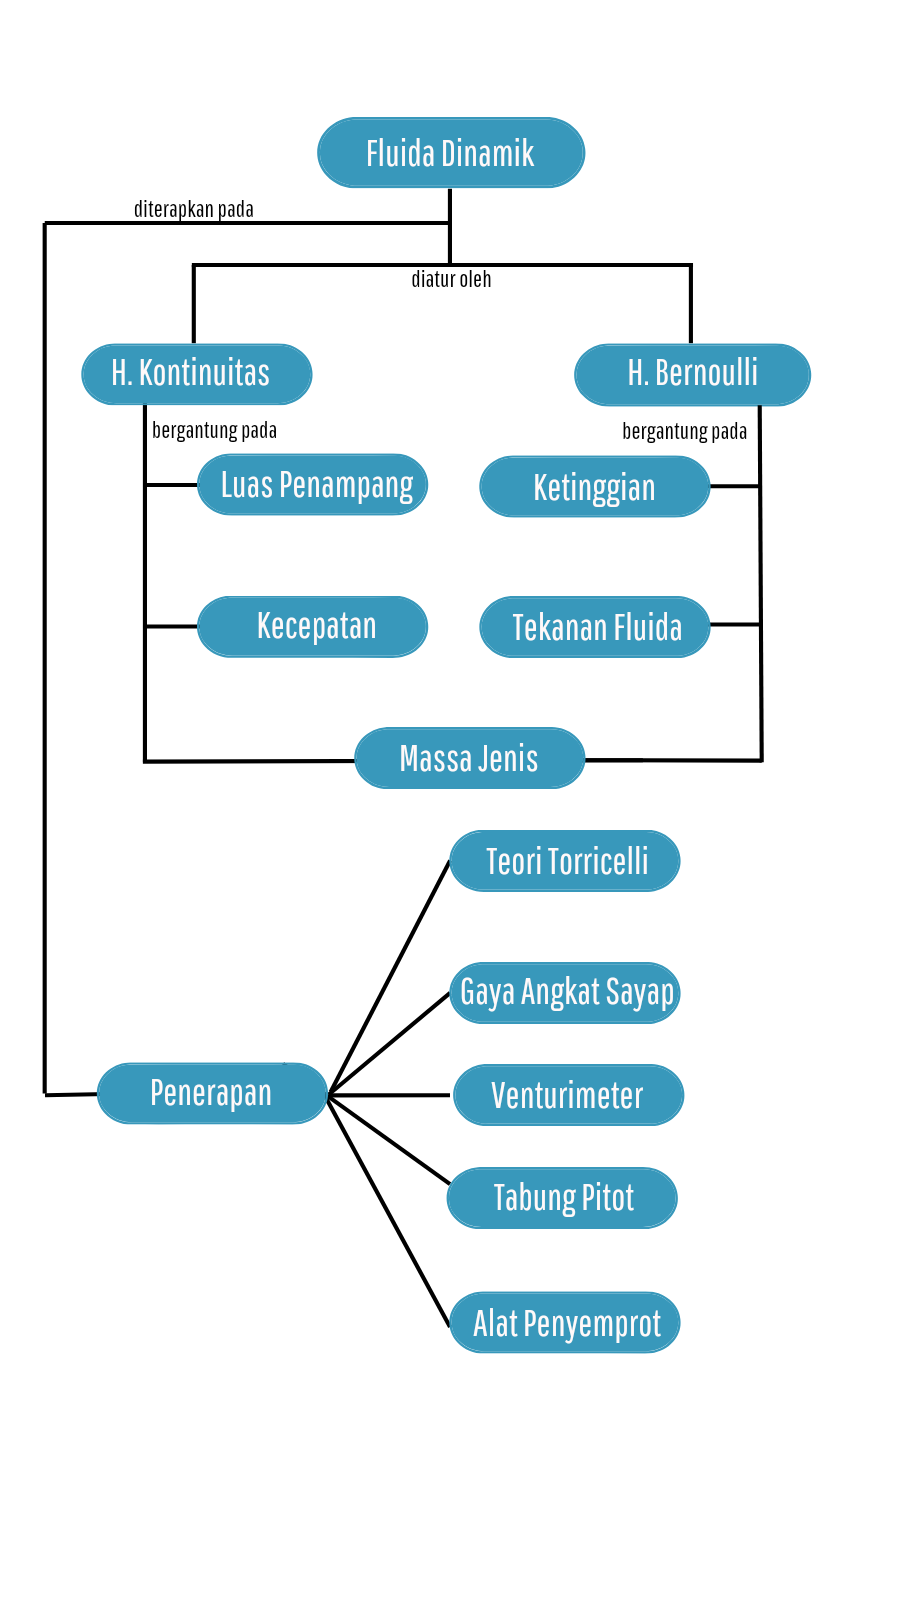 Fluida Dinamik
diterapkan pada
diatur oleh
H. Kontinuitas
H. Bernoulli
bergantung pada
bergantung pada
Luas Penampang
Ketinggian
Kecepatan
Tekanan Fluida
Massa Jenis
Teori Torricelli
Gaya Angkat Sayap
Penerapan
Venturimeter
Tabung Pitot
Alat Penyemprot